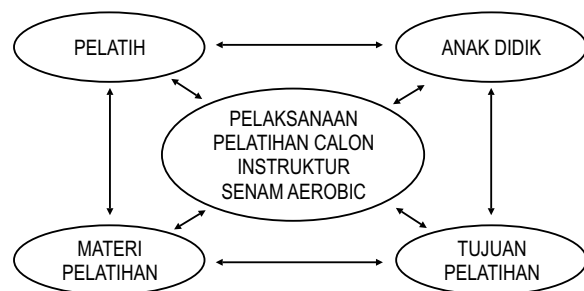 PELATIH
ANAK DIDIK
PELAKSANAAN
PELATIHAN CALON
INSTRUKTUR
SENAM AEROBIC
MATERI
PELATIHAN
TUJUAN
PELATIHAN